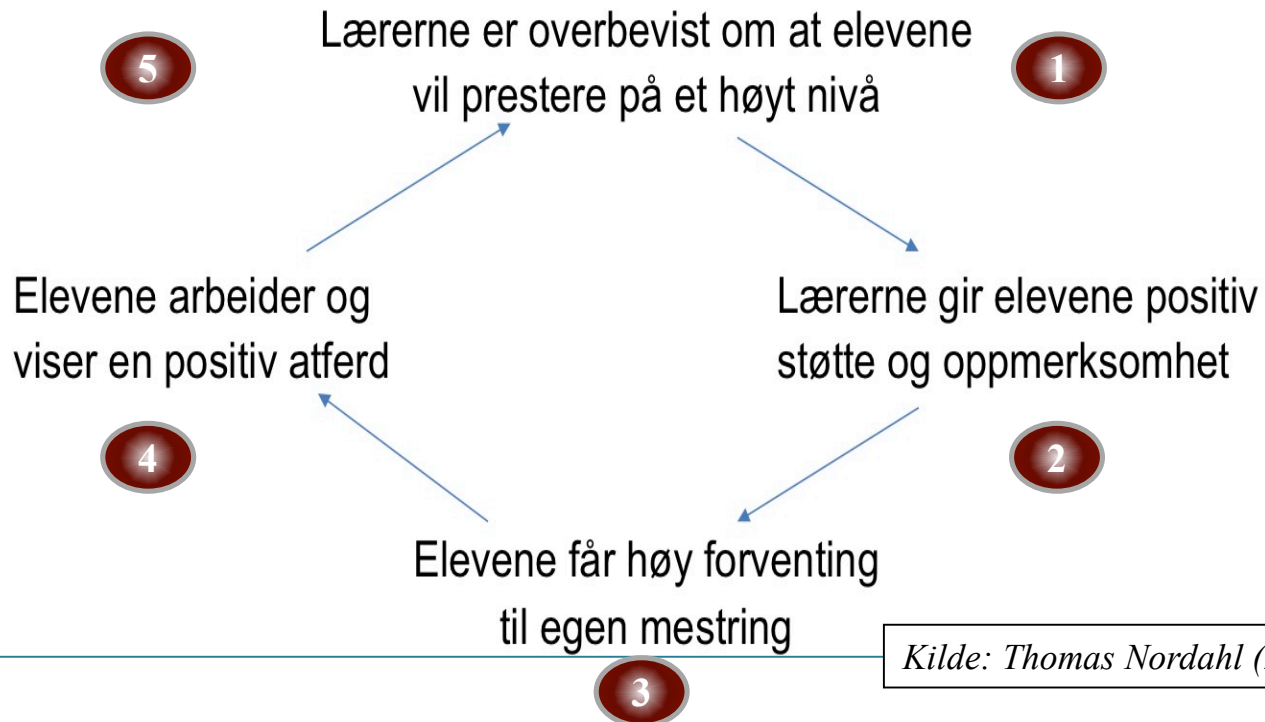 5
Lærerne er overbevist om at elevene
vil prestere på et høyt nivå
1
Elevene arbeider og
viser en positiv atferd
4
Lærerne gir elevene positiv
støtte og oppmerksomhet
2
Elevene får høy forventing
til egen mestring
3
Kilde: Thomas Nordahl (